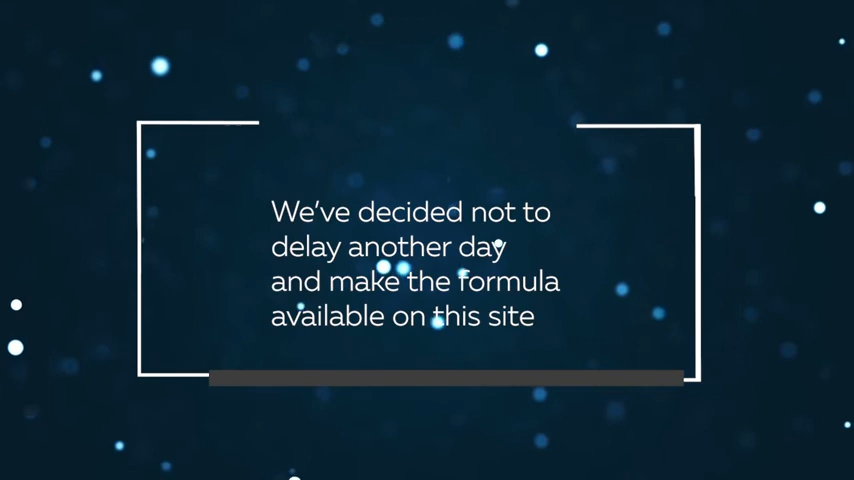 We've decided not to
delay another day
and make the formula
available on this site